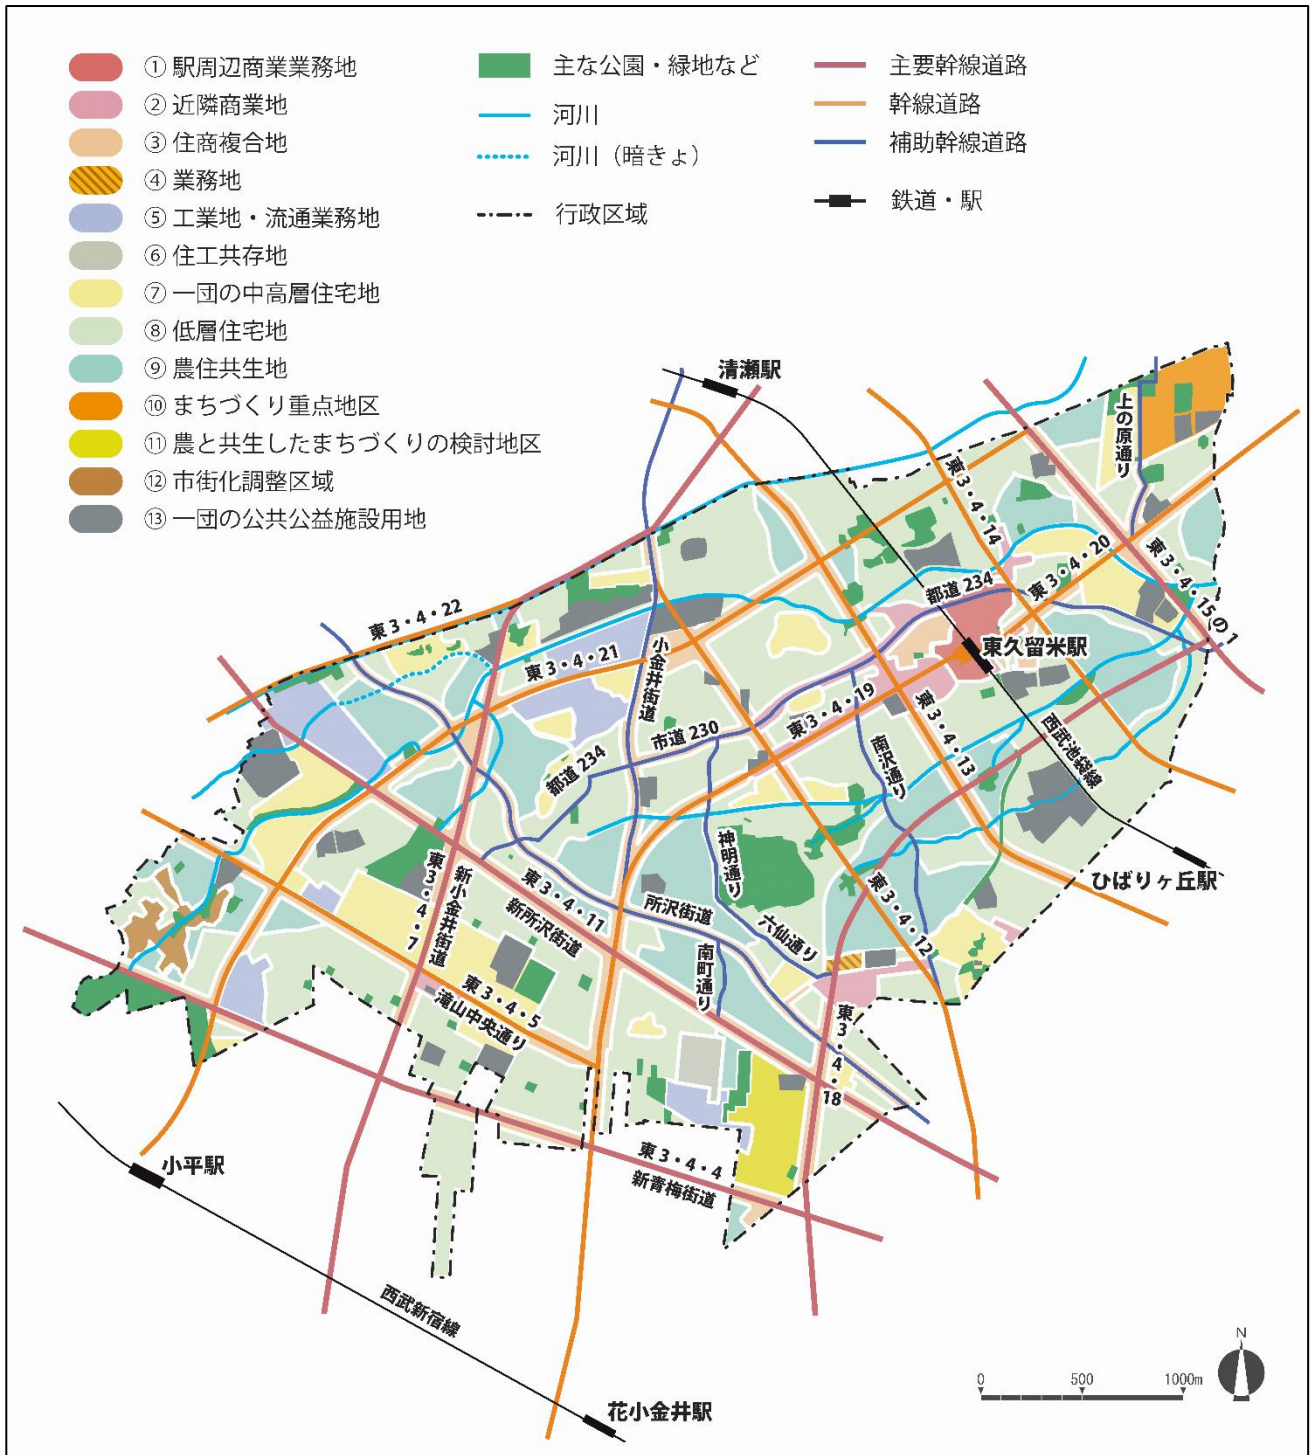 ①駅周辺商業業務地
②近隣商業地
③住商複合地
④業務地
⑤工業地・流通業務地
⑥住工共存地
⑦一団の中高層住宅地
⑧低層住宅地
⑨農住共生地
⑩まちづくり重点地区
⑪農と共生したまちづくりの検討地区
⑫市街化調整区域
⑬一団の公共公益施設用地
主な公園・緑地など
河川
河川（暗きょ）
行政区域
主要幹線道路
幹線道路
補助幹線道路
鉄道・駅
清瀬駅
上の原通り
東3・4・14
東3・4・20
東3・4・15の1
都道234
東久留米駅
東3・4・22
東3・4・21
小金井街道
市道230
東3・4・19
東3・4・13
南沢通り
西武池袋線
都道234
神明通り
ひばりヶ丘駅
東3・4・7
新小金井街道
東3・4・11
新所沢街道
所沢街道
六仙通り
東3・4・12
南町通り
東3・4・5
滝山中央通り
東3・4・18
東3・4・4
新青梅街道
小平駅
西武新宿線
花小金井駅
N
0 500 1000m